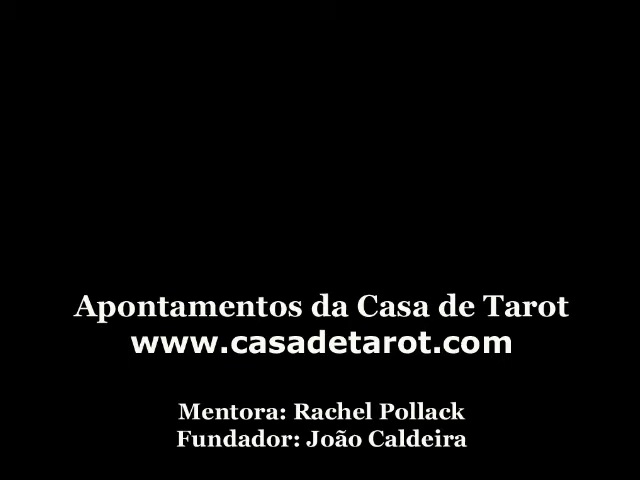 Apontamentos da Casa de Tarot
www.casadetarot.com
Mentora: Rachel Pollack
Fundador: João Caldeira